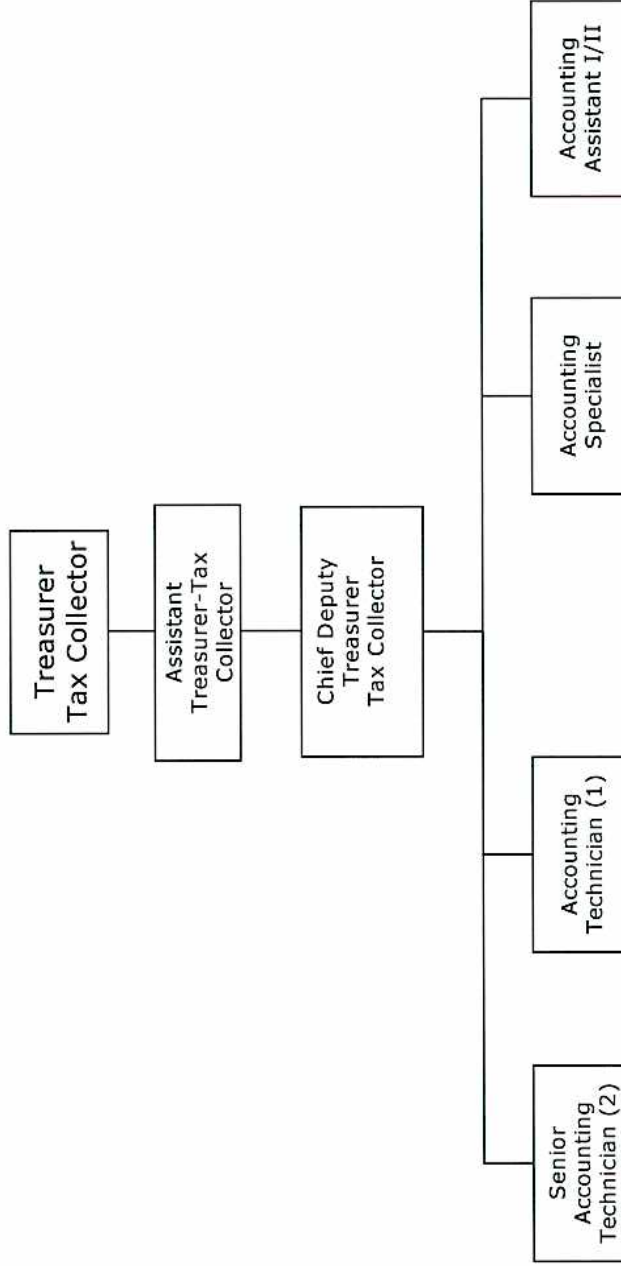 Treasurer
Tax Collector
Assistant
Treasurer-Tax
Collector
Chief Deputy
Treasurer
Tax Collector
Senior
Accounting
Technician (2)
Accounting
Technician (1)
Accounting
Specialist
Accounting
Assistant I/II